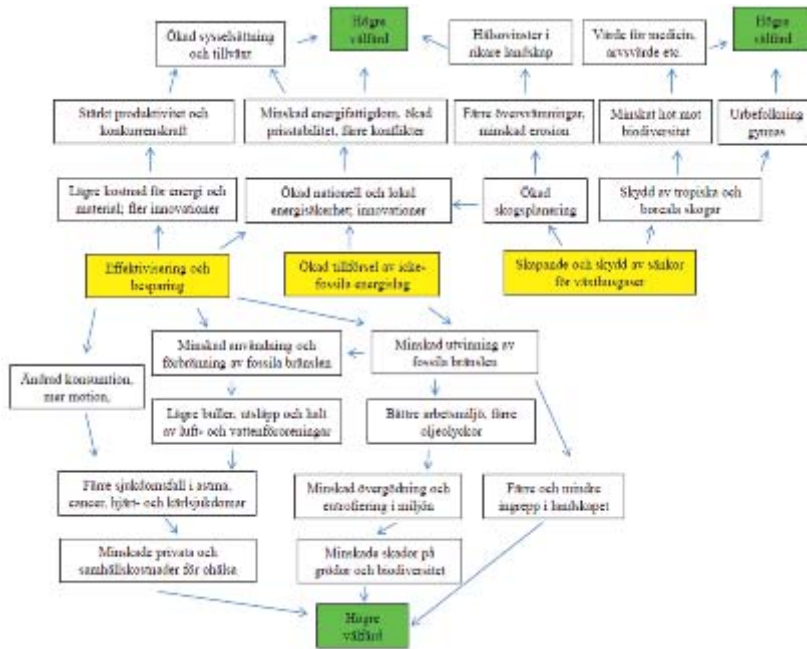 Högre
välfärd
Högre
välfärd
Ökad sysselsättning
och tillväxt
Hälsovinster i
rikare landskap
Värde för medicin,
arvsvärde etc.
Stärkt produktivitet och
konkurrenskraft
Minskad energifattigdom, ökad
prisstabilitet, färre konflikter
Färre översvämningar,
minskad erosion
Minskat hot mot
biodiversitet
Urbefolkning
gynnas
Lägre kostnad för energi och
material; fler innovationer
Ökad nationell och lokal
energisäkerhet; innovationer
Ökad
skogsplanering
Skydd av tropiska och
boreala skogar
Effektivisering och
besparing
Ökad tillförsel av icke-
fossila energislag
Skapande och skydd av sänkor
för växthusgaser
Minskad användning och
förbränning av fossila bränslen
Minskad utvinning av
fossila bränslen
Ändrad konsumtion,
mer motion,
Lägre buller, utsläpp och halt
av luft- och vattenföroreningar
Bättre arbetsmiljö, färre
oljeolyckor
Färre sjukdomsfall i astma,
cancer, hjärt- och kärlsjukdomar
Minskad övergödning och
eutrofiering i miljön
Färre och mindre
ingrepp i landskapet
Minskade privata och
samhällskostnader för ohälsa
Minskade skador på
grödor och biodiversitet
Högre
välfärd